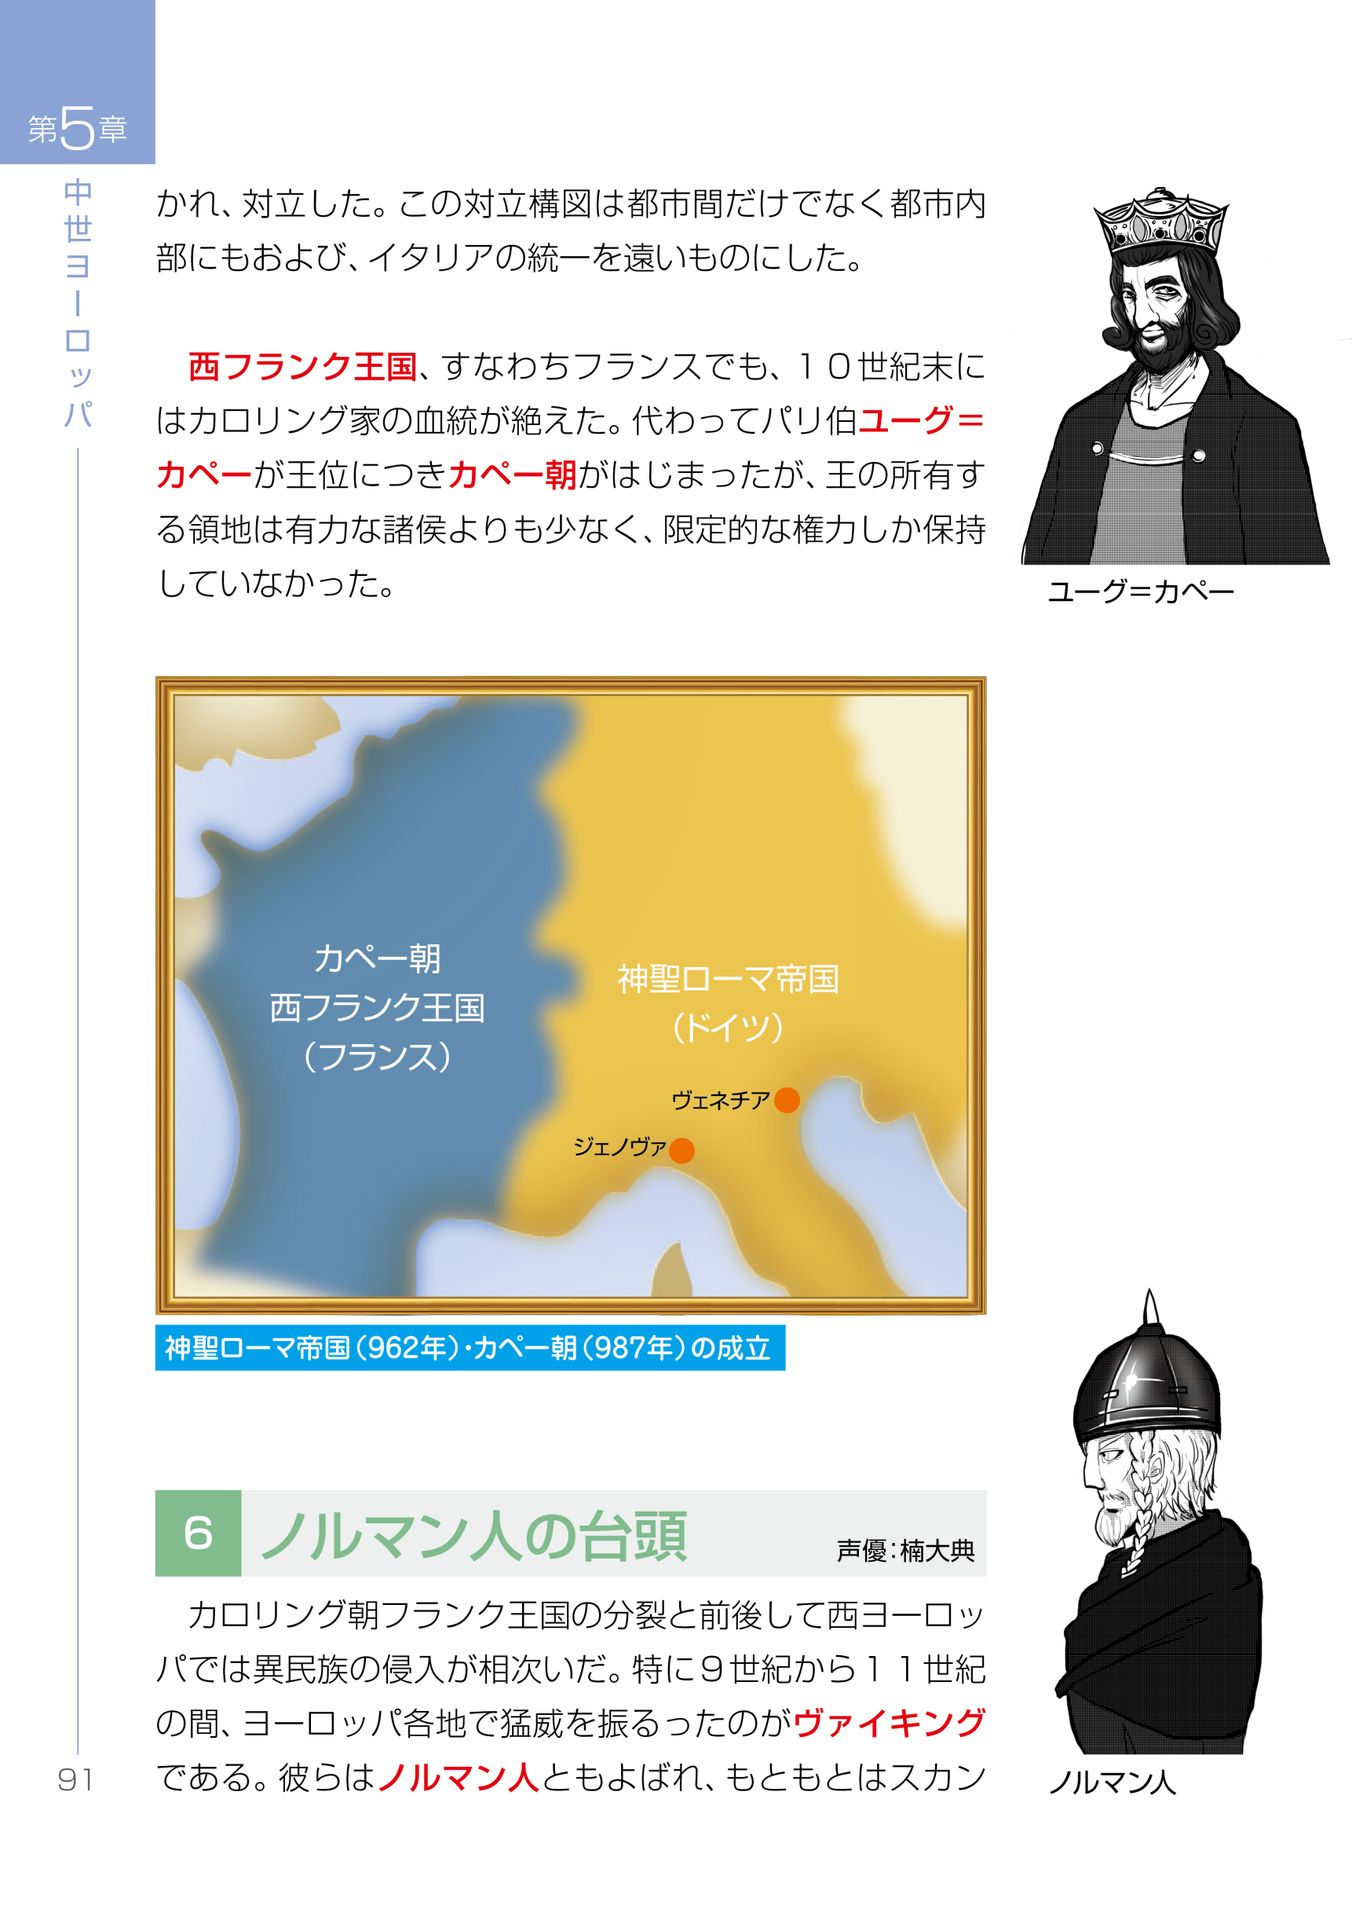 第5章
中世ヨーロッパ
かれ、対立した。この対立構図は都市間だけでなく都市内
部にもおよび、イタリアの統一を遠いものにした。
西フランク王国、すなわちフランスでも、１０世紀末に
はカロリング家の血統が絶えた。代わってパリ伯ユーグ＝
カペーが王位につきカペー朝がはじまったが、王の所有す
る領地は有力な諸侯よりも少なく、限定的な権力しか保持
していなかった。
ユーグ＝カペー
カペー朝
西フランク王国
（フランス）
神聖ローマ帝国
（ドイツ）
ヴェネチア
ジェノヴァ
神聖ローマ帝国（962年）・カペー朝（987年）の成立
6 ノルマン人の台頭 声優：楠大典
カロリング朝フランク王国の分裂と前後して西ヨーロッ
パでは異民族の侵入が相次いだ。特に９世紀から１１世紀
の間、ヨーロッパ各地で猛威を振るったのがヴァイキング
である。彼らはノルマン人ともよばれ、もともとはスカン
ノルマン人
91